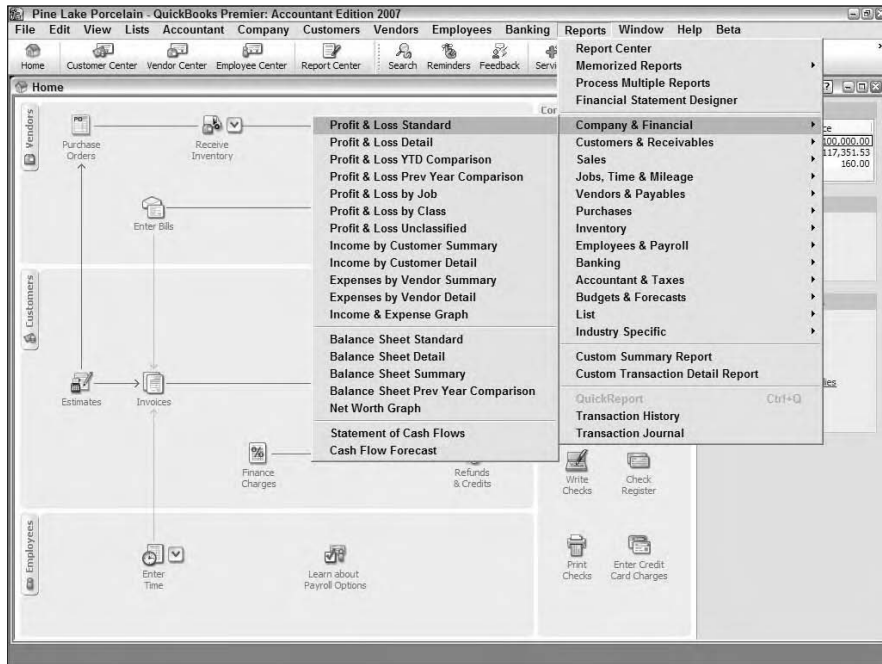 Pine Lake Porcelain - QuickBooks Premier: Accountant Edition 2007
File Edit View Lists Accountant Company Customers Vendors Employees Banking Reports Window Help Beta
Home Customer Center Vendor Center Employee Center Report Center Search Reminders Feedback Servi
Home
Vendors
Purchase Orders
Receive Inventory
Enter Bills
Customers
Estimates
Invoices
Finance Charges
Refunds & Credits
Employees
Enter Time
Learn about Payroll Options
Profit & Loss Standard
Profit & Loss Detail
Profit & Loss YTD Comparison
Profit & Loss Prev Year Comparison
Profit & Loss by Job
Profit & Loss by Class
Profit & Loss Unclassified
Income by Customer Summary
Income by Customer Detail
Expenses by Vendor Summary
Expenses by Vendor Detail
Income & Expense Graph
Balance Sheet Standard
Balance Sheet Detail
Balance Sheet Summary
Balance Sheet Prev Year Comparison
Net Worth Graph
Statement of Cash Flows
Cash Flow Forecast
Report Center
Memorized Reports
Process Multiple Reports
Financial Statement Designer
Company & Financial
Customers & Receivables
Sales
Jobs, Time & Mileage
Vendors & Payables
Purchases
Inventory
Employees & Payroll
Banking
Accountant & Taxes
Budgets & Forecasts
List
Industry Specific
Custom Summary Report
Custom Transaction Detail Report
QuickReport Ctrl+Q
Transaction History
Transaction Journal
Write Checks
Check Register
Print Checks
Enter Credit Card Charges
Cor
ce
100,000.00
117,351.53
160.00
les